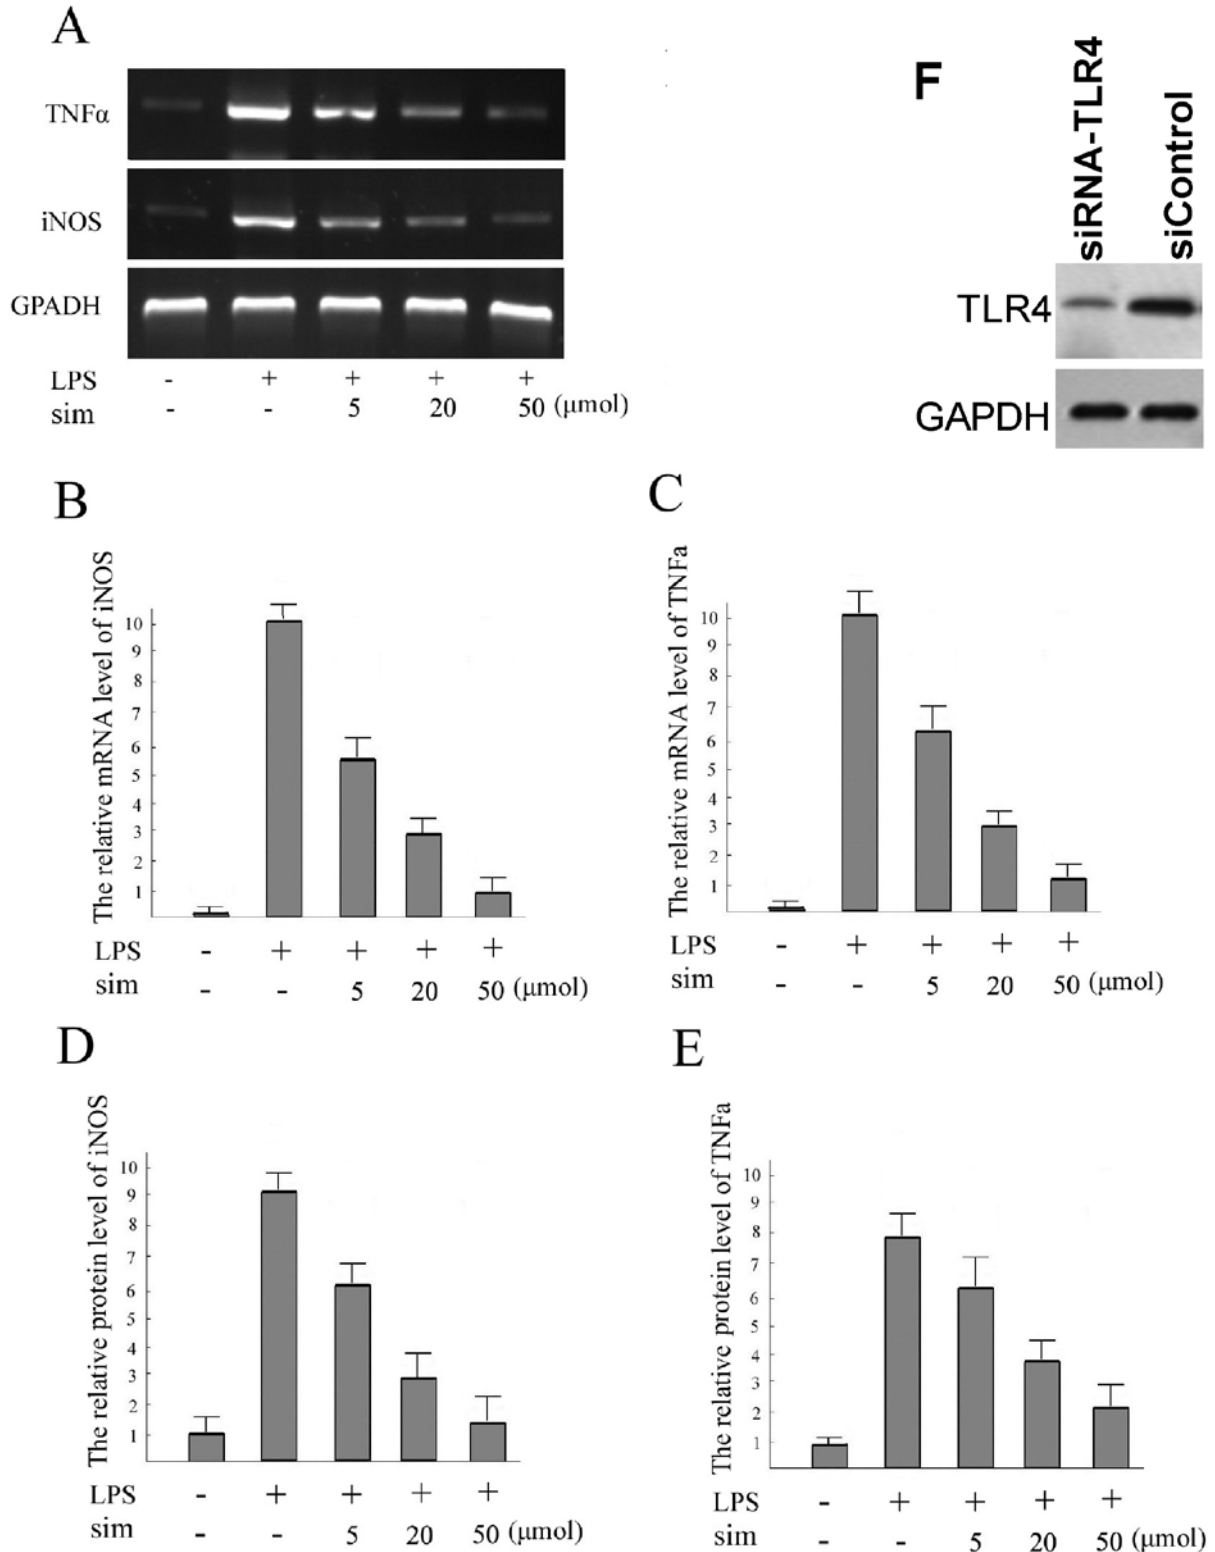 A
TNFα
iNOS
GPADH
LPS - + + + +
sim - - 5 20 50 (μmol)
F
siRNA-TLR4
siControl
TLR4
GAPDH
B
The relative mRNA level of iNOS
10
9
8
7
6
5
4
3
2
1
LPS - + + + +
sim - - 5 20 50 (μmol)
C
The relative mRNA level of TNFa
10
9
8
7
6
5
4
3
2
1
LPS - + + + +
sim - - 5 20 50 (μmol)
D
The relative protein level of iNOS
10
9
8
7
6
5
4
3
2
1
LPS - + + + +
sim - - 5 20 50 (μmol)
E
The relative protein level of TNFa
10
9
8
7
6
5
4
3
2
1
LPS - + + + +
sim - - 5 20 50 (μmol)